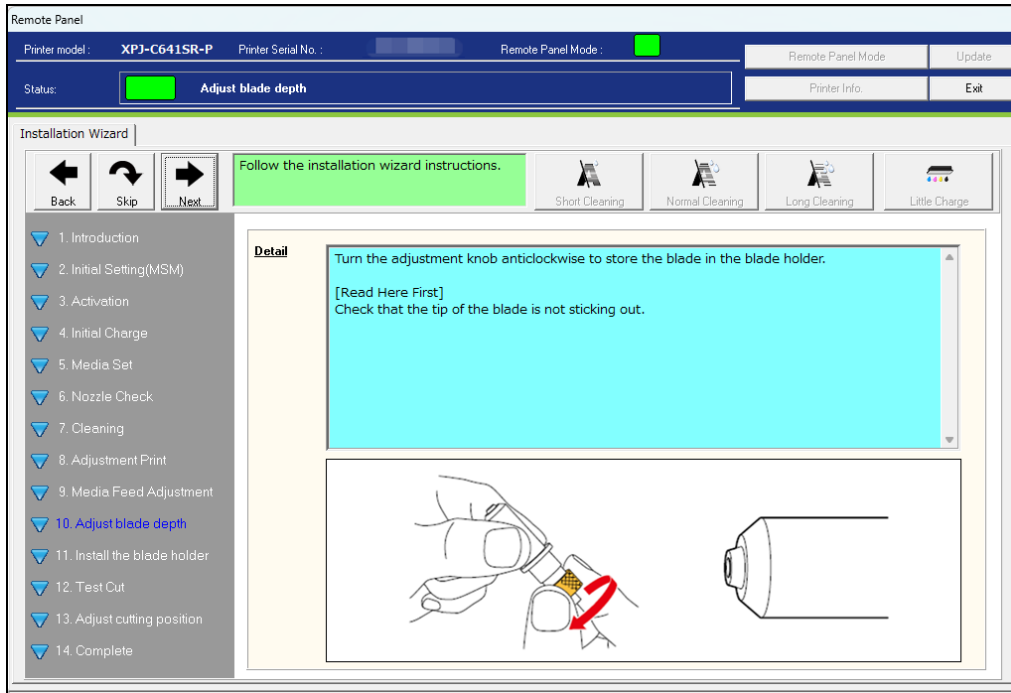 Remote Panel
Printer model : XPJ-C641SR-P Printer Serial No. : Remote Panel Mode :
Remote Panel Mode Update
Status: Adjust blade depth
Printer Info. Exit
Installation Wizard
Back Skip Next
Follow the installation wizard instructions.
Short Cleaning Normal Cleaning Long Cleaning Little Charge
1. Introduction
2. Initial Setting(MSM)
3. Activation
4. Initial Charge
5. Media Set
6. Nozzle Check
7. Cleaning
8. Adjustment Print
9. Media Feed Adjustment
10. Adjust blade depth
11. Install the blade holder
12. Test Cut
13. Adjust cutting position
14. Complete
Detail
Turn the adjustment knob anticlockwise to store the blade in the blade holder.
[Read Here First]
Check that the tip of the blade is not sticking out.